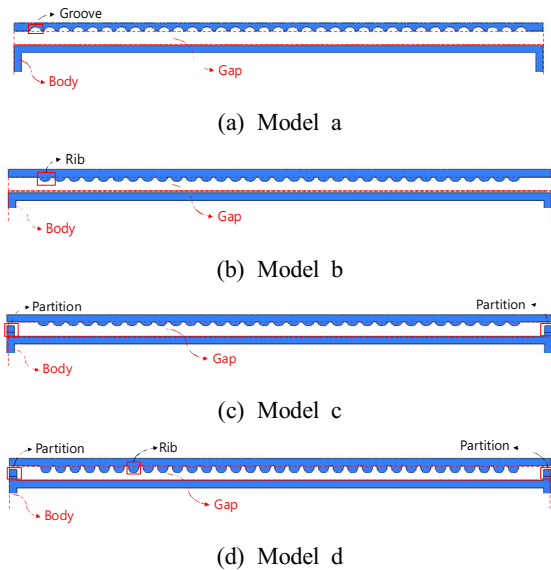 Groove
Gap
Body
(a) Model a
Rib
Gap
Body
(b) Model b
Partition
Partition
Gap
Body
(c) Model c
Partition
Rib
Partition
Gap
Body
(d) Model d